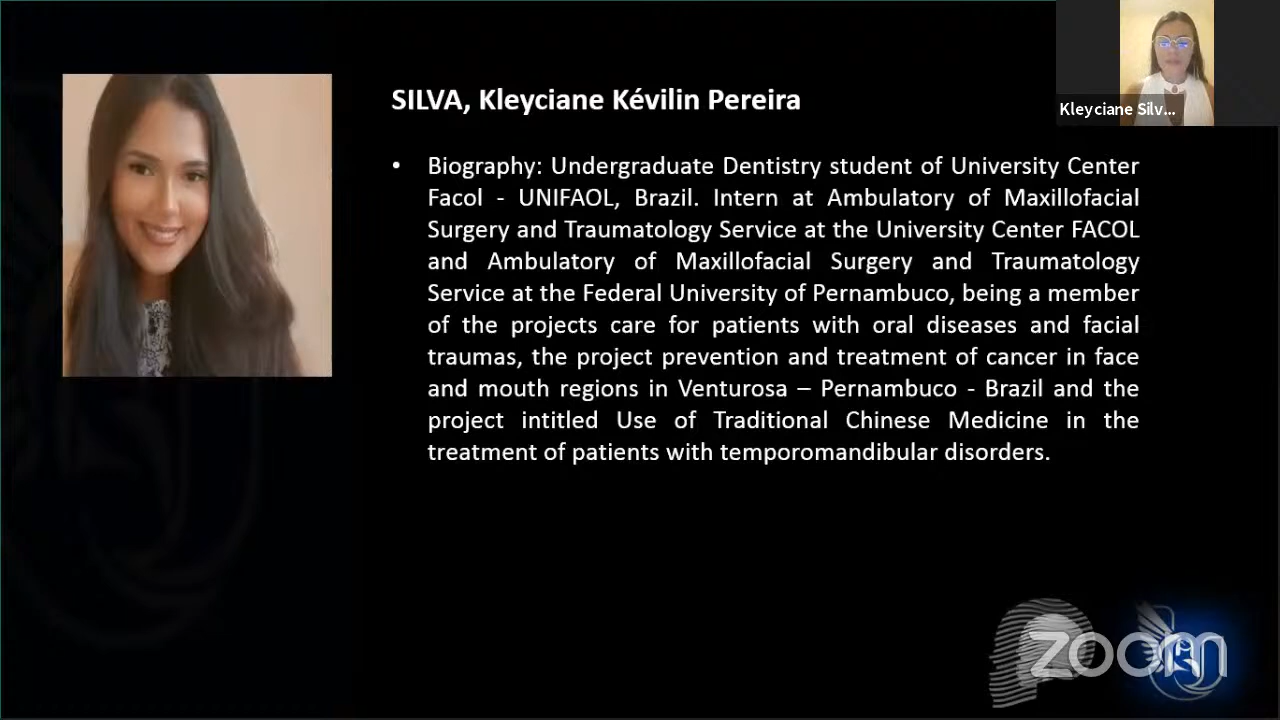 SILVA, Kleyciane Kévilin Pereira
Kleyciane Silv...
• Biography: Undergraduate Dentistry student of University Center
Facol - UNIFAOL, Brazil. Intern at Ambulatory of Maxillofacial
Surgery and Traumatology Service at the University Center FACOL
and Ambulatory of Maxillofacial Surgery and Traumatology
Service at the Federal University of Pernambuco, being a member
of the projects care for patients with oral diseases and facial
traumas, the project prevention and treatment of cancer in face
and mouth regions in Venturosa – Pernambuco - Brazil and the
project intitled Use of Traditional Chinese Medicine in the
treatment of patients with temporomandibular disorders.
zoom